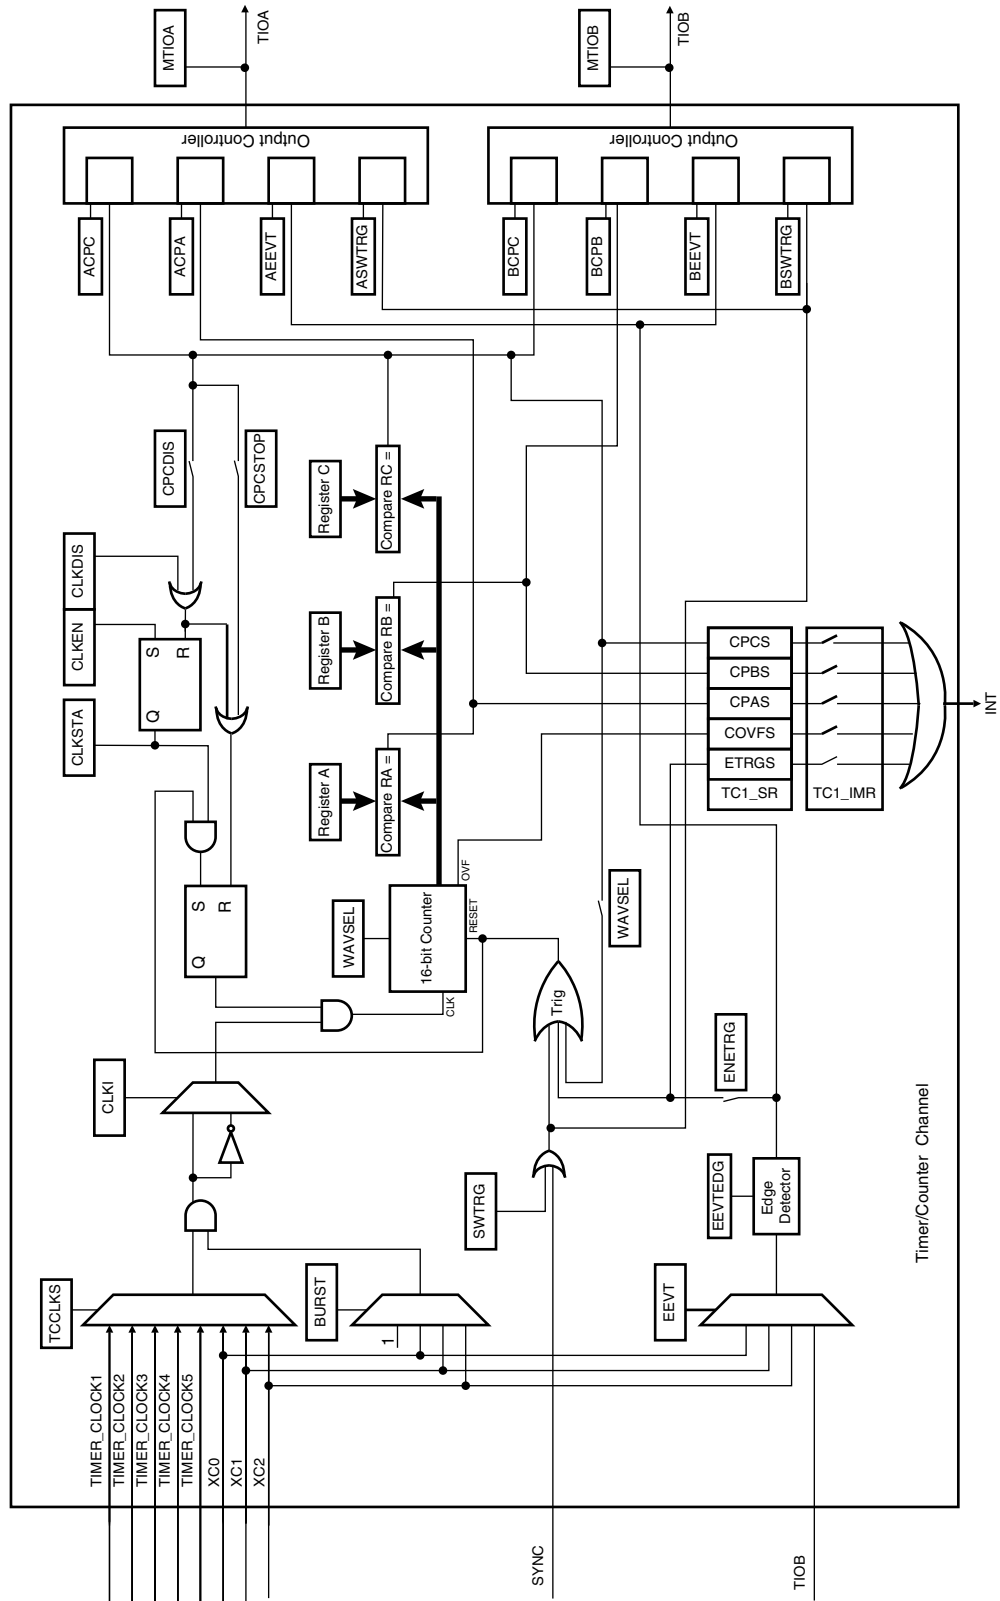 TIMER_CLOCK1
TIMER_CLOCK2
TIMER_CLOCK3
TIMER_CLOCK4
TIMER_CLOCK5
XC0
XC1
XC2
TCCLKS
CLKI
BURST
1
CLKSTA
CLKEN
CLKDIS
Q
S
R
Q
S
R
CPCDIS
CPCSTOP
WAVSEL
16-bit Counter
CLK
RESET
OVF
Register A
Register B
Register C
Compare RA =
Compare RB =
Compare RC =
SYNC
SWTRG
Trig
WAVSEL
TIOB
EEVT
EEVTEDG
Edge
Detector
ENETRG
CPCS
CPBS
CPAS
COVFS
ETRGS
TC1_SR
TC1_IMR
INT
ACPC
ACPA
AEEVT
ASWTRG
Output Controller
MTIOA
TIOA
BCPC
BCPB
BEEVT
BSWTRG
Output Controller
MTIOB
TIOB
Timer/Counter Channel